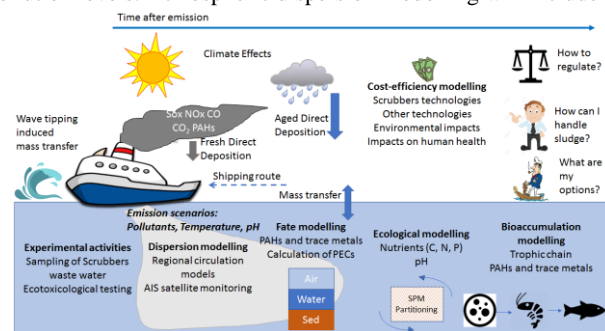 Time after emission
Climate Effects
Sox NOx CO
CO2 PAHs
Wave tipping
induced
mass transfer
Fresh Direct
Deposition
Aged Direct
Deposition
Shipping route
Mass transfer
Cost-efficiency modelling
Scrubbers technologies
Other technologies
Environmental impacts
Impacts on human health
How to
regulate?
How can I
handle
sludge?
What are
my
options?
Emission scenarios:
Pollutants, Temperature, pH
Experimental activities
Sampling of Scrubbers
waste water
Ecotoxicological testing
Dispersion modelling
Regional circulation
models
AIS satellite monitoring
Fate modelling
PAHs and trace metals
Calculation of PECs
Air
Water
Sed
Ecological modelling
Nutrients (C, N, P)
pH
SPM
Partitioning
Bioaccumulation
modelling
Trophic chain
PAHs and trace metals